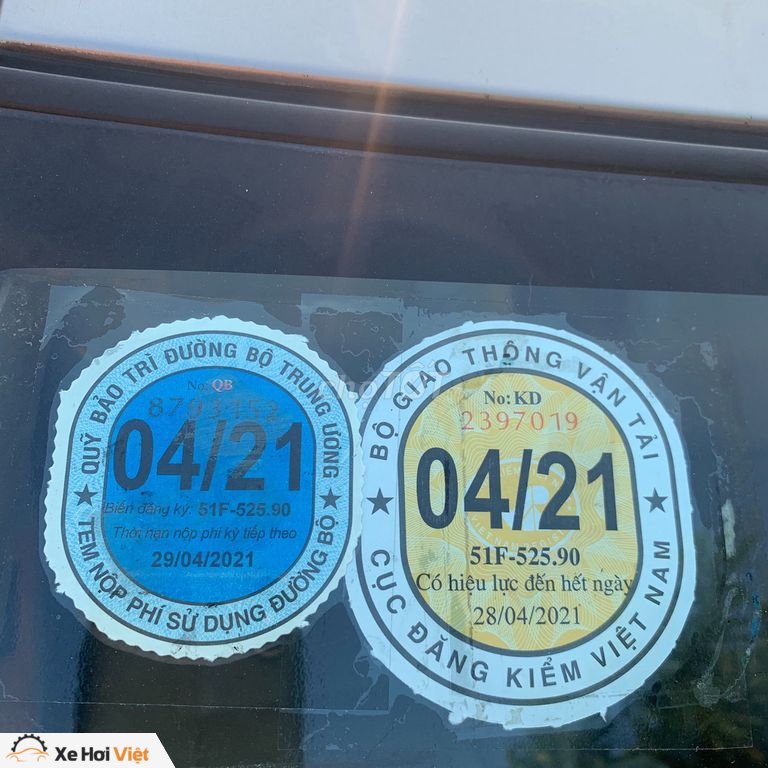 QUỸ BẢO TRÌ ĐƯỜNG BỘ TRUNG ƯƠNG
No: QB
04/21
Biển đăng ký: 51F-525.90
Thời hạn nộp phí kỳ tiếp theo
29/04/2021
★ TEM NỘP PHÍ SỬ DỤNG ĐƯỜNG BỘ ★
BỘ GIAO THÔNG VẬN TẢI
No: KD
2397019
04/21
51F-525.90
Có hiệu lực đến hết ngày
28/04/2021
★ CỤC ĐĂNG KIỂM VIỆT NAM ★
Xe Hơi Việt